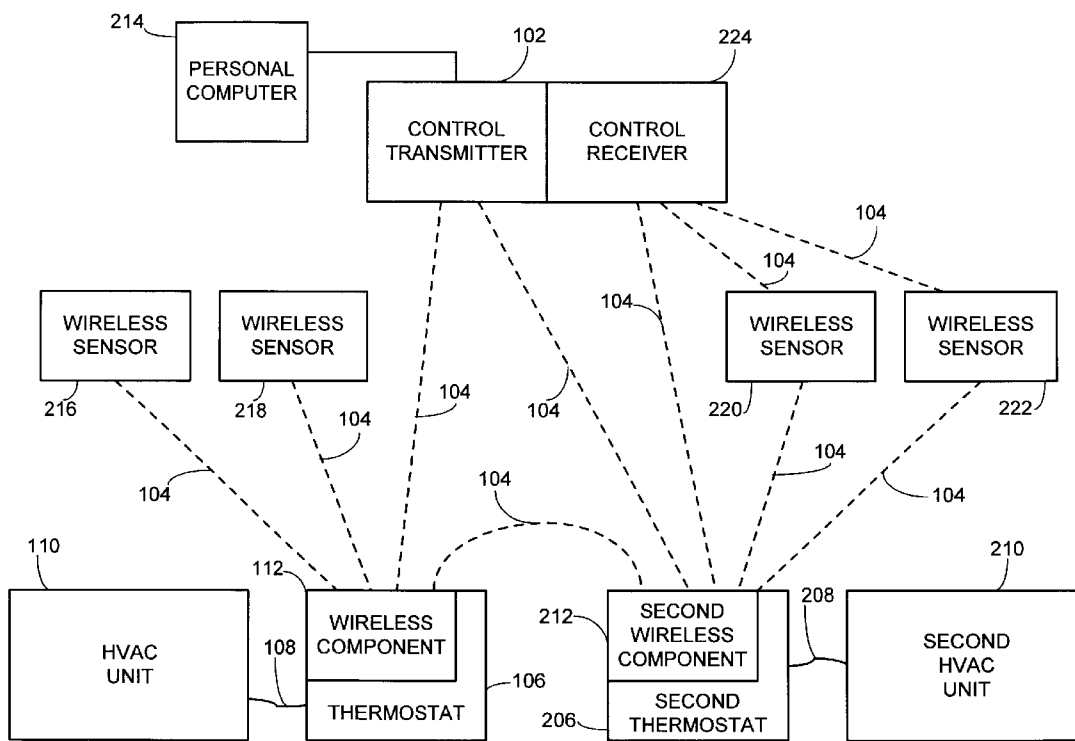 214
PERSONAL
COMPUTER
102
224
CONTROL
TRANSMITTER
CONTROL
RECEIVER
104
104
104
WIRELESS
SENSOR
WIRELESS
SENSOR
WIRELESS
SENSOR
WIRELESS
SENSOR
216
218
220
222
104
104
104
104
104
104
104
110
112
212
208
210
HVAC
UNIT
108
WIRELESS
COMPONENT
THERMOSTAT
106
SECOND
WIRELESS
COMPONENT
SECOND
THERMOSTAT
206
SECOND
HVAC
UNIT